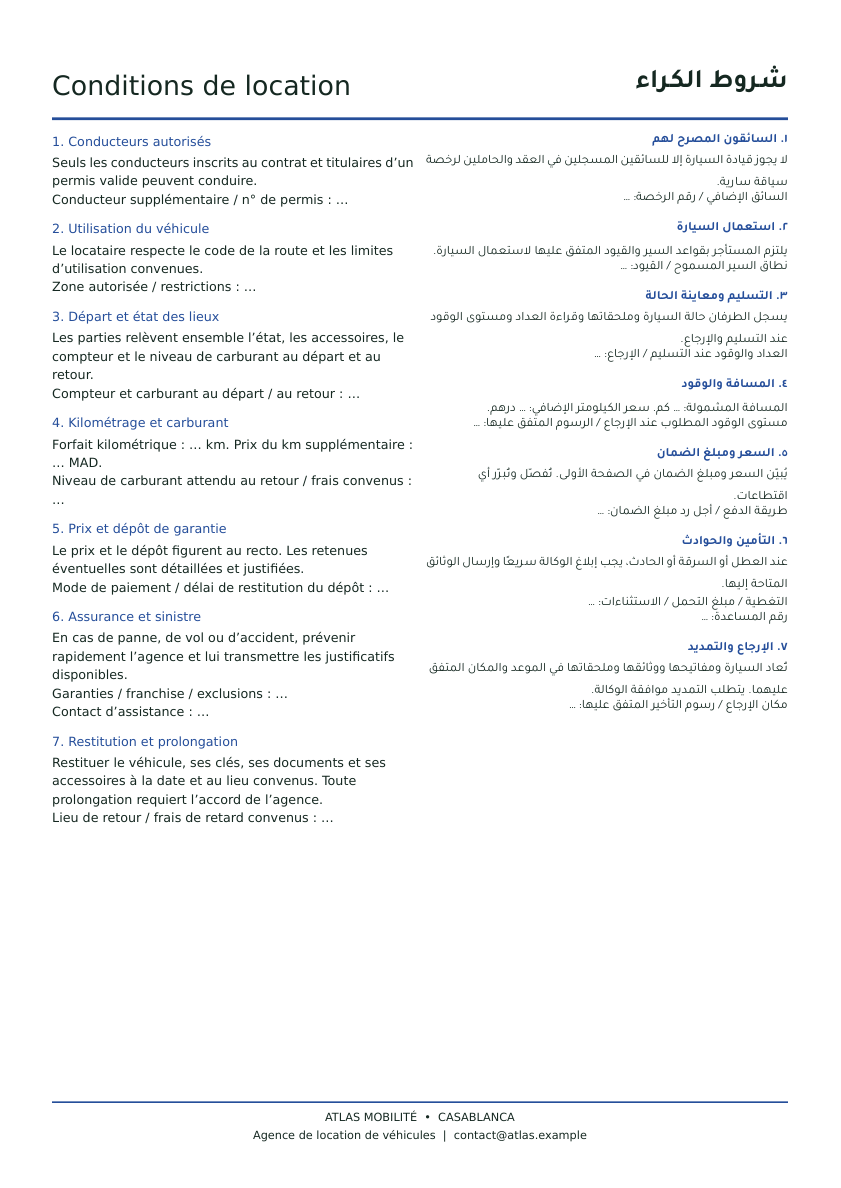 Conditions de location
شروط الكراء
1. Conducteurs autorisés
Seuls les conducteurs inscrits au contrat et titulaires d’un
permis valide peuvent conduire.
Conducteur supplémentaire / n° de permis : …
2. Utilisation du véhicule
Le locataire respecte le code de la route et les limites
d’utilisation convenues.
Zone autorisée / restrictions : …
3. Départ et état des lieux
Les parties relèvent ensemble l’état, les accessoires, le
compteur et le niveau de carburant au départ et au
retour.
Compteur et carburant au départ / au retour : …
4. Kilométrage et carburant
Forfait kilométrique : … km. Prix du km supplémentaire :
… MAD.
Niveau de carburant attendu au retour / frais convenus :
…
5. Prix et dépôt de garantie
Le prix et le dépôt figurent au recto. Les retenues
éventuelles sont détaillées et justifiées.
Mode de paiement / délai de restitution du dépôt : …
6. Assurance et sinistre
En cas de panne, de vol ou d’accident, prévenir
rapidement l’agence et lui transmettre les justificatifs
disponibles.
Garanties / franchise / exclusions : …
Contact d’assistance : …
7. Restitution et prolongation
Restituer le véhicule, ses clés, ses documents et ses
accessoires à la date et au lieu convenus. Toute
prolongation requiert l’accord de l’agence.
Lieu de retour / frais de retard convenus : …
١. السائقون المصرح لهم
لا يجوز قيادة السيارة إلا للسائقين المسجلين في العقد والحاملين لرخصة
سياقة سارية.
السائق الإضافي / رقم الرخصة: …
٢. استعمال السيارة
يلتزم المستأجر بقواعد السير والقيود المتفق عليها لاستعمال السيارة.
نطاق السير المسموح / القيود: …
٣. التسليم ومعاينة الحالة
يسجل الطرفان حالة السيارة وملحقاتها وقراءة العداد ومستوى الوقود
عند التسليم والإرجاع.
العداد والوقود عند التسليم / الإرجاع: …
٤. المسافة والوقود
المسافة المشمولة: … كم. سعر الكيلومتر الإضافي: … درهم.
مستوى الوقود المطلوب عند الإرجاع / الرسوم المتفق عليها: …
٥. السعر ومبلغ الضمان
يُبيّن السعر ومبلغ الضمان في الصفحة الأولى. تُفصّل وتُبرّر أي
اقتطاعات.
طريقة الدفع / أجل رد مبلغ الضمان: …
٦. التأمين والحوادث
عند العطل أو السرقة أو الحادث، يجب إبلاغ الوكالة سريعًا وإرسال الوثائق
المتاحة إليها.
التغطية / مبلغ التحمل / الاستثناءات: …
رقم المساعدة: …
٧. الإرجاع والتمديد
تُعاد السيارة ومفاتيحها ووثائقها وملحقاتها في الموعد والمكان المتفق
عليهما. يتطلب التمديد موافقة الوكالة.
مكان الإرجاع / رسوم التأخير المتفق عليها: …
ATLAS MOBILITÉ • CASABLANCA
Agence de location de véhicules | contact@atlas.example